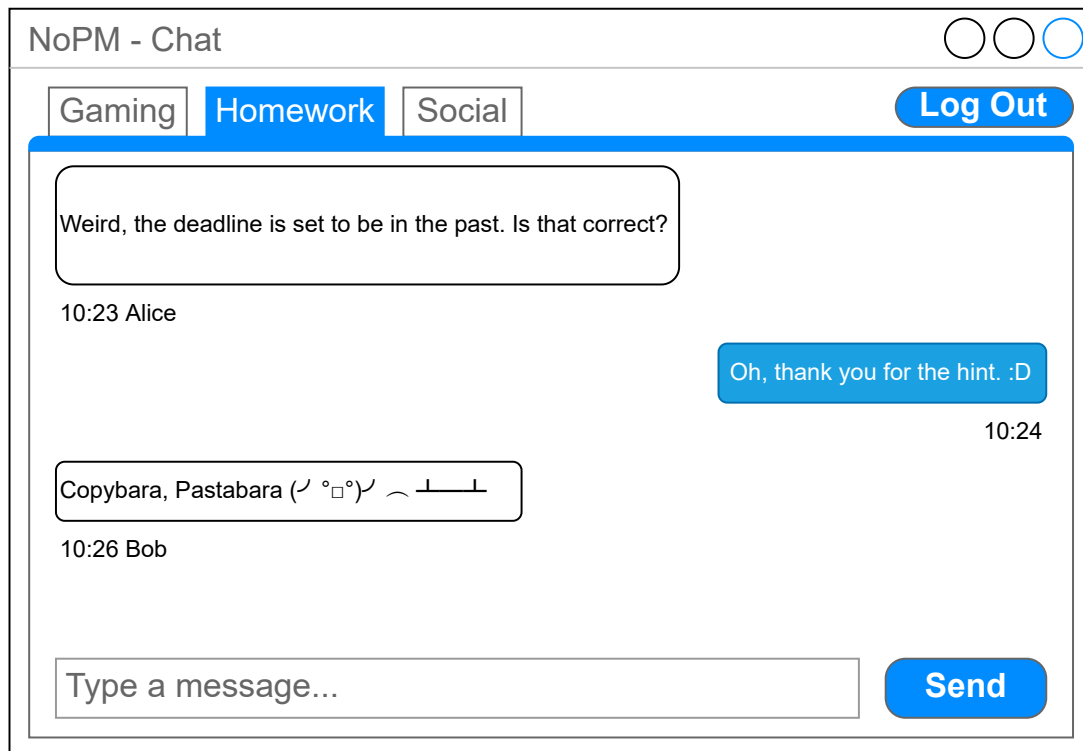 NoPM - Chat
Gaming Homework Social Log Out
Weird, the deadline is set to be in the past. Is that correct?
10:23 Alice
Oh, thank you for the hint. :D
10:24
Copybara, Pastabara (╯°□°)╯︵ ┻━┻
10:26 Bob
Type a message... Send